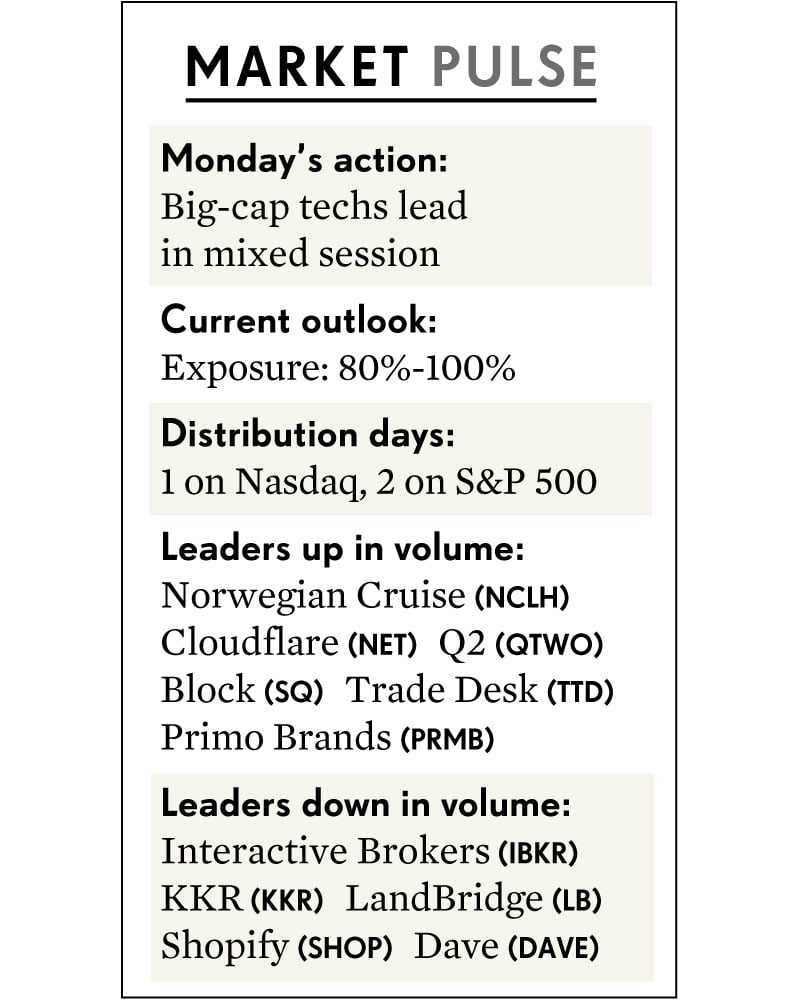 MARKET PULSE
Monday's action:
Big-cap techs lead
in mixed session
Current outlook:
Exposure: 80%-100%
Distribution days:
1 on Nasdaq, 2 on S&P 500
Leaders up in volume:
Norwegian Cruise (NCLH)
Cloudflare (NET) Q2 (QTWO)
Block (SQ) Trade Desk (TTD)
Primo Brands (PRMB)
Leaders down in volume:
Interactive Brokers (IBKR)
KKR (KKR) LandBridge (LB)
Shopify (SHOP) Dave (DAVE)